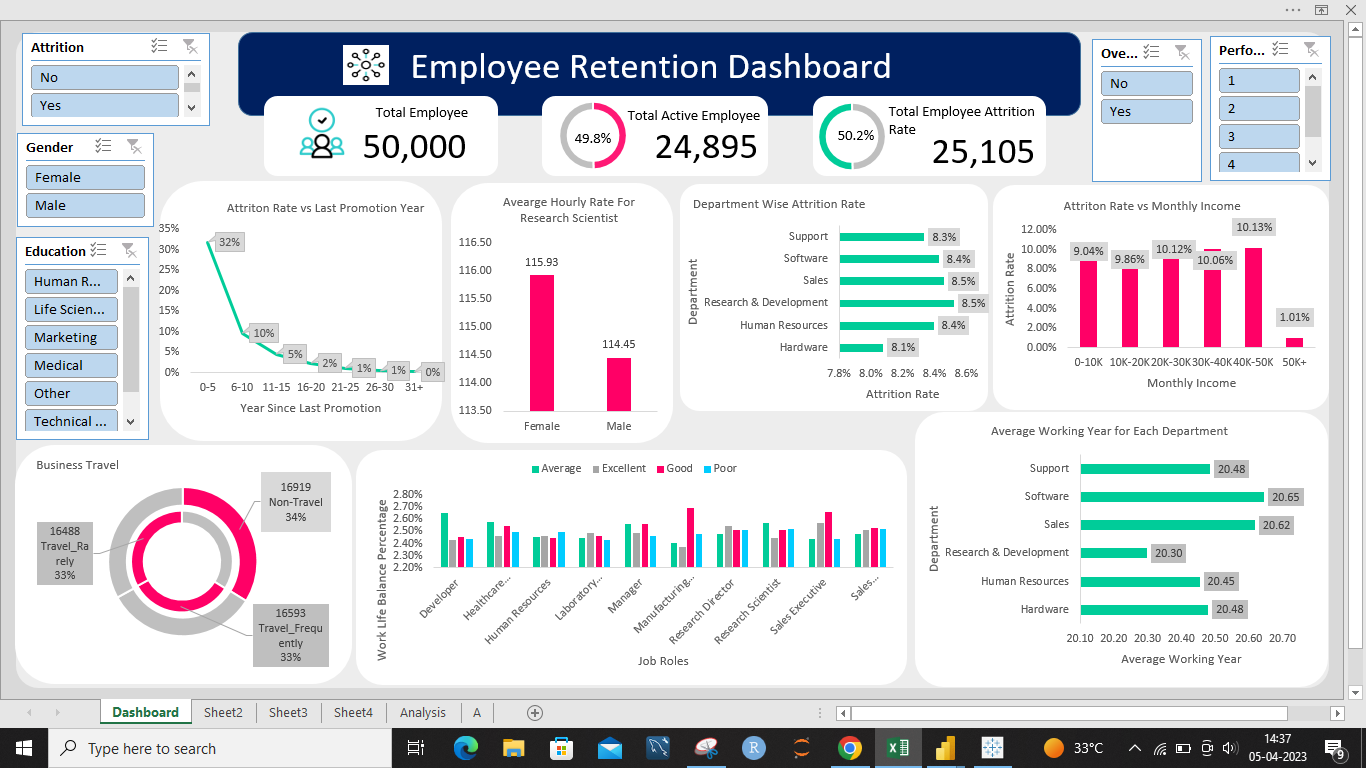 Attrition
No
Yes
Gender
Female
Male
Education
Human R...
Life Scien...
Marketing
Medical
Other
Technical ...
Employee Retention Dashboard
Total Employee
50,000
49.8%
Total Active Employee
24,895
50.2%
Total Employee Attrition
Rate
25,105
Ove...
No
Yes
Perfo...
1
2
3
4
Attriton Rate vs Last Promotion Year
35%
30%
25%
20%
15%
10%
5%
0%
32%
10%
5%
2%
1%
1%
0%
0-5 6-10 11-15 16-20 21-25 26-30 31+
Year Since Last Promotion
Avearge Hourly Rate For
Research Scientist
116.50
116.00
115.50
115.00
114.50
114.00
113.50
115.93
114.45
Female Male
Department Wise Attrition Rate
Department
Support 8.3%
Software 8.4%
Sales 8.5%
Research & Development 8.5%
Human Resources 8.4%
Hardware 8.1%
7.8% 8.0% 8.2% 8.4% 8.6%
Attrition Rate
Attriton Rate vs Monthly Income
Attrition Rate
12.00%
10.00%
8.00%
6.00%
4.00%
2.00%
0.00%
9.04% 9.86% 10.12% 10.06% 10.13% 1.01%
0-10K 10K-20K 20K-30K 30K-40K 40K-50K 50K+
Monthly Income
Business Travel
16919
Non-Travel
34%
16488
Travel_Ra
rely
33%
16593
Travel_Frequ
ently
33%
Average Excellent Good Poor
Work LIfe Balance Percentage
2.80%
2.70%
2.60%
2.50%
2.40%
2.30%
2.20%
Developer
Healthcare...
Human Resources
Laboratory...
Manager
Manufacturing...
Research Director
Research Scientist
Sales Executive
Sales...
Job Roles
Average Working Year for Each Department
Department
Support 20.48
Software 20.65
Sales 20.62
Research & Development 20.30
Human Resources 20.45
Hardware 20.48
20.10 20.20 20.30 20.40 20.50 20.60 20.70
Average Working Year
Dashboard Sheet2 Sheet3 Sheet4 Analysis A
Type here to search
R
33°C
14:37
05-04-2023
9